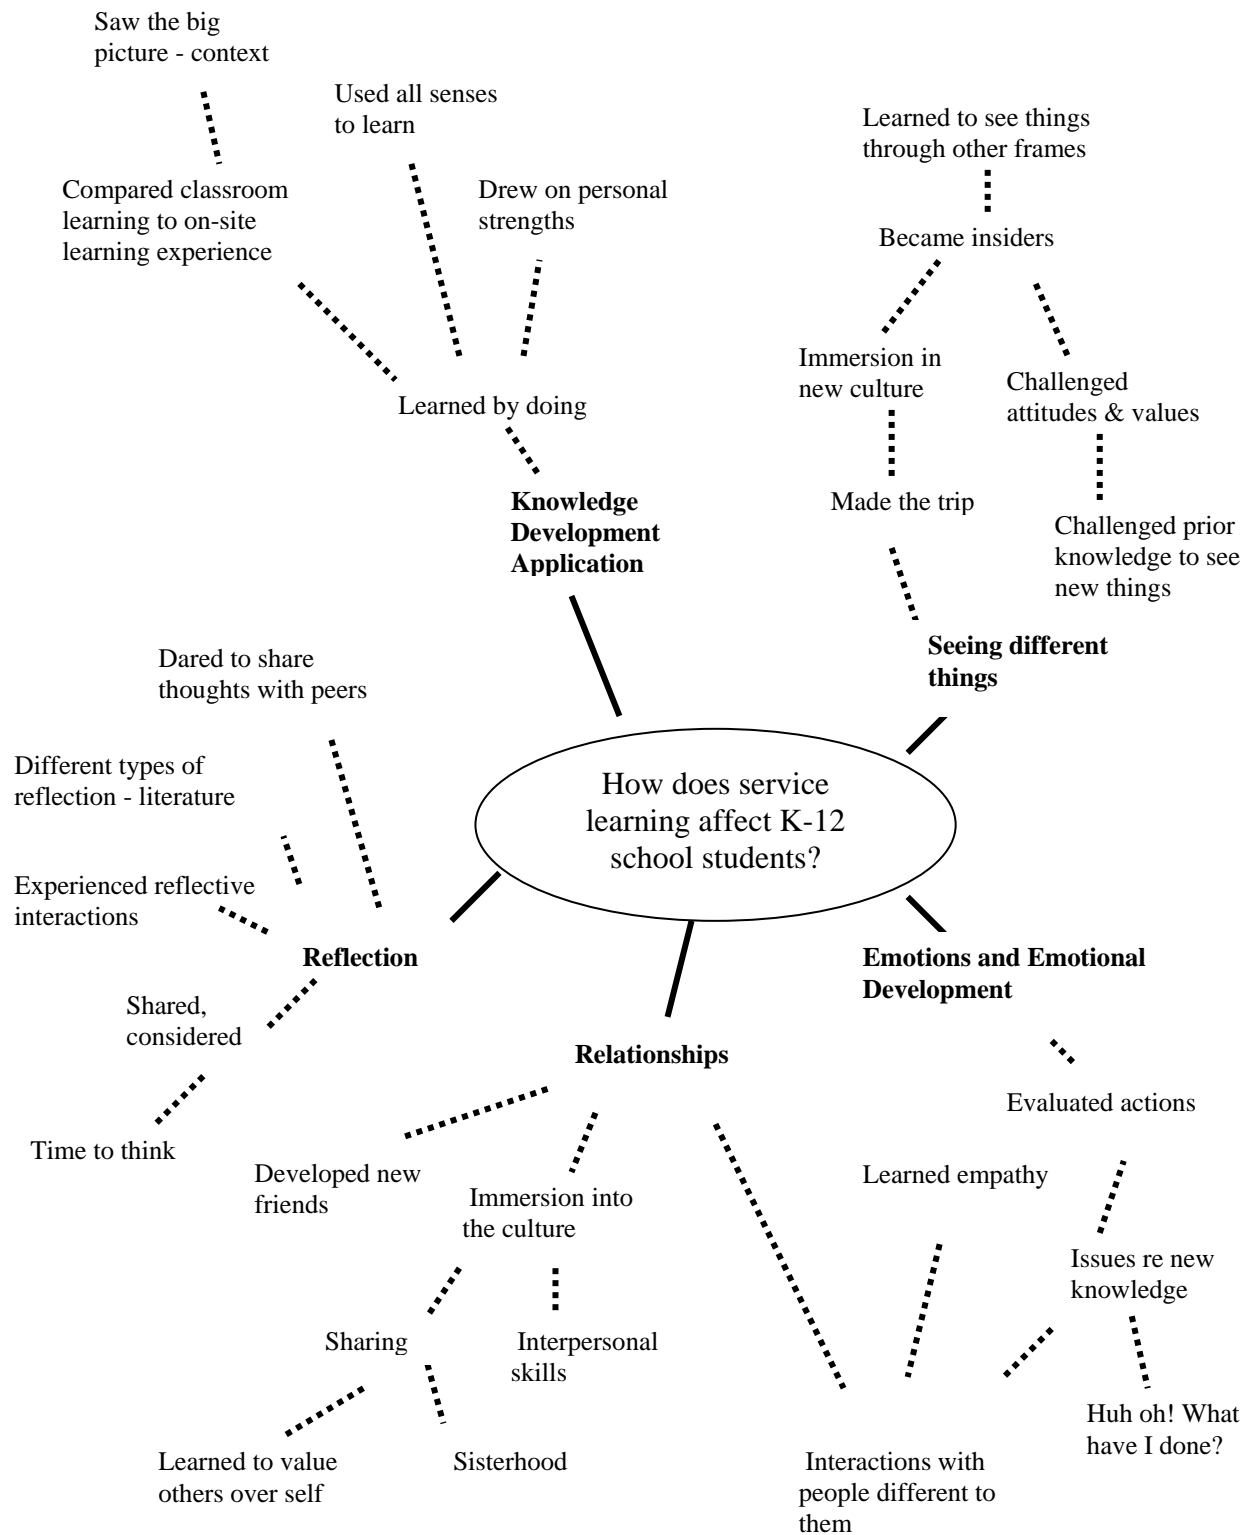 Saw the big
picture - context
Used all senses
to learn
Learned to see things
through other frames
Compared classroom
learning to on-site
learning experience
Drew on personal
strengths
Became insiders
Immersion in
new culture
Challenged
attitudes & values
Learned by doing
Made the trip
Knowledge
Development
Application
Challenged prior
knowledge to see
new things
Seeing different
things
Dared to share
thoughts with peers
Different types of
reflection - literature
How does service
learning affect K-12
school students?
Experienced reflective
interactions
Reflection
Emotions and Emotional
Development
Shared,
considered
Relationships
Time to think
Evaluated actions
Developed new
friends
Immersion into
the culture
Learned empathy
Issues re new
knowledge
Sharing
Interpersonal
skills
Huh oh! What
have I done?
Learned to value
others over self
Sisterhood
Interactions with
people different to
them